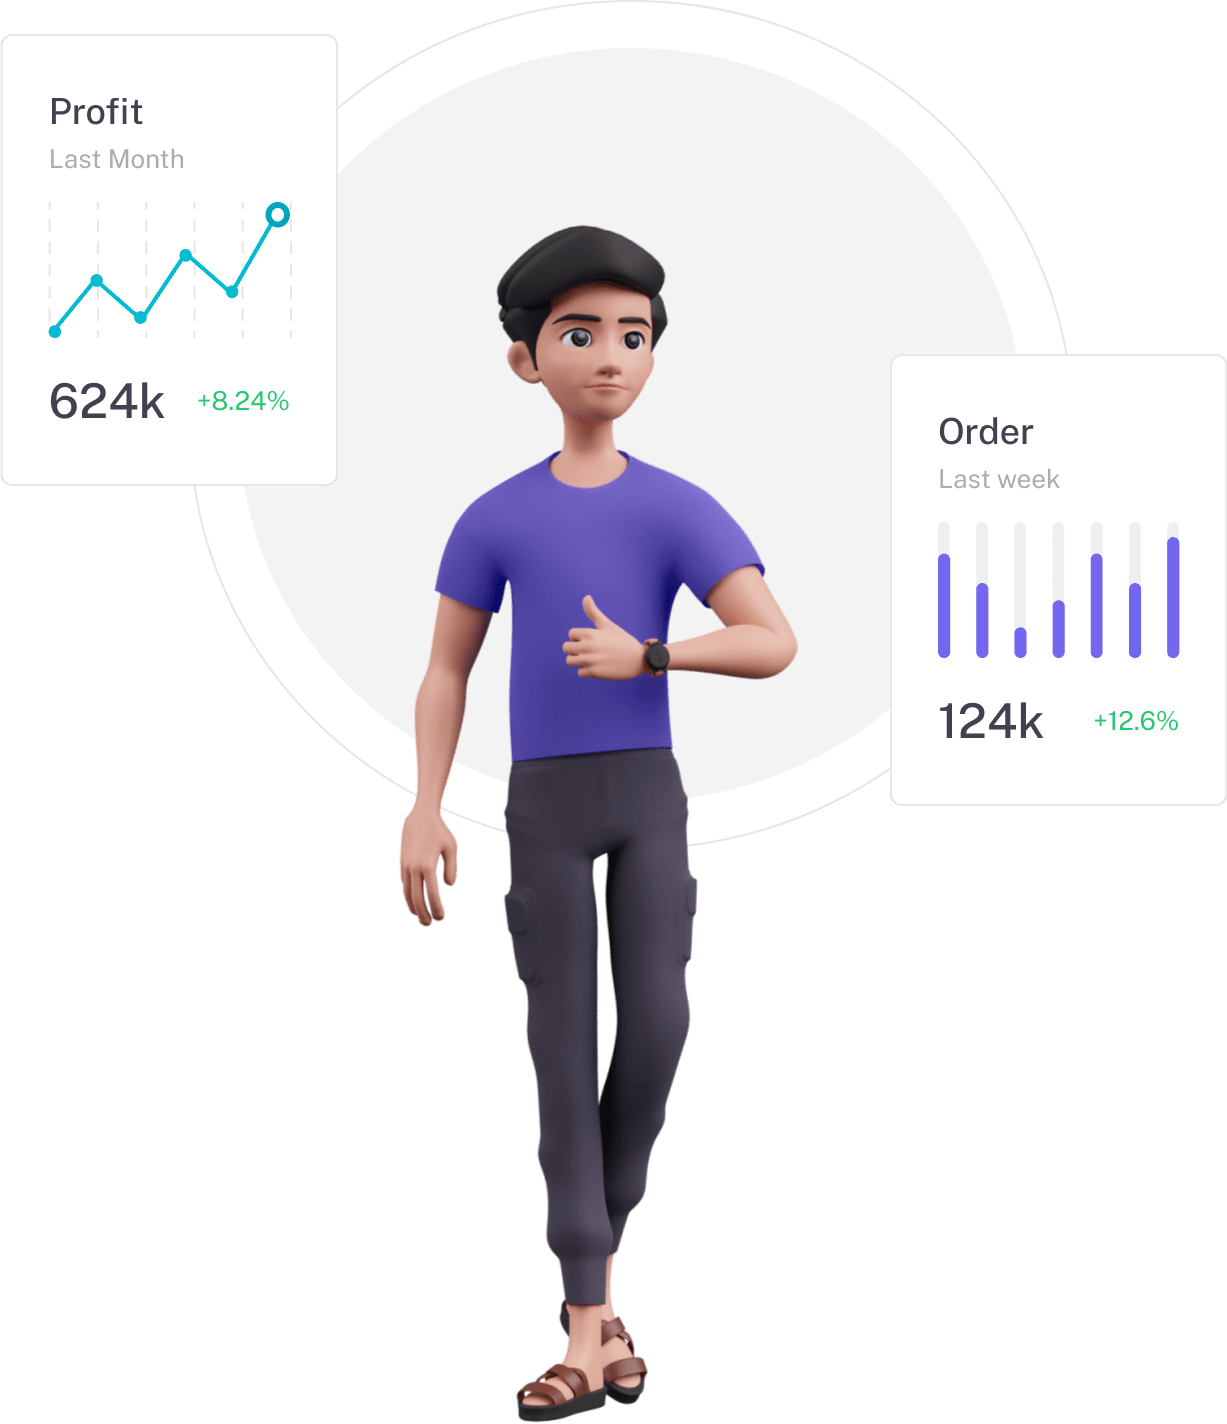 Profit
Last Month
624k +8.24%
Order
Last week
124k +12.6%